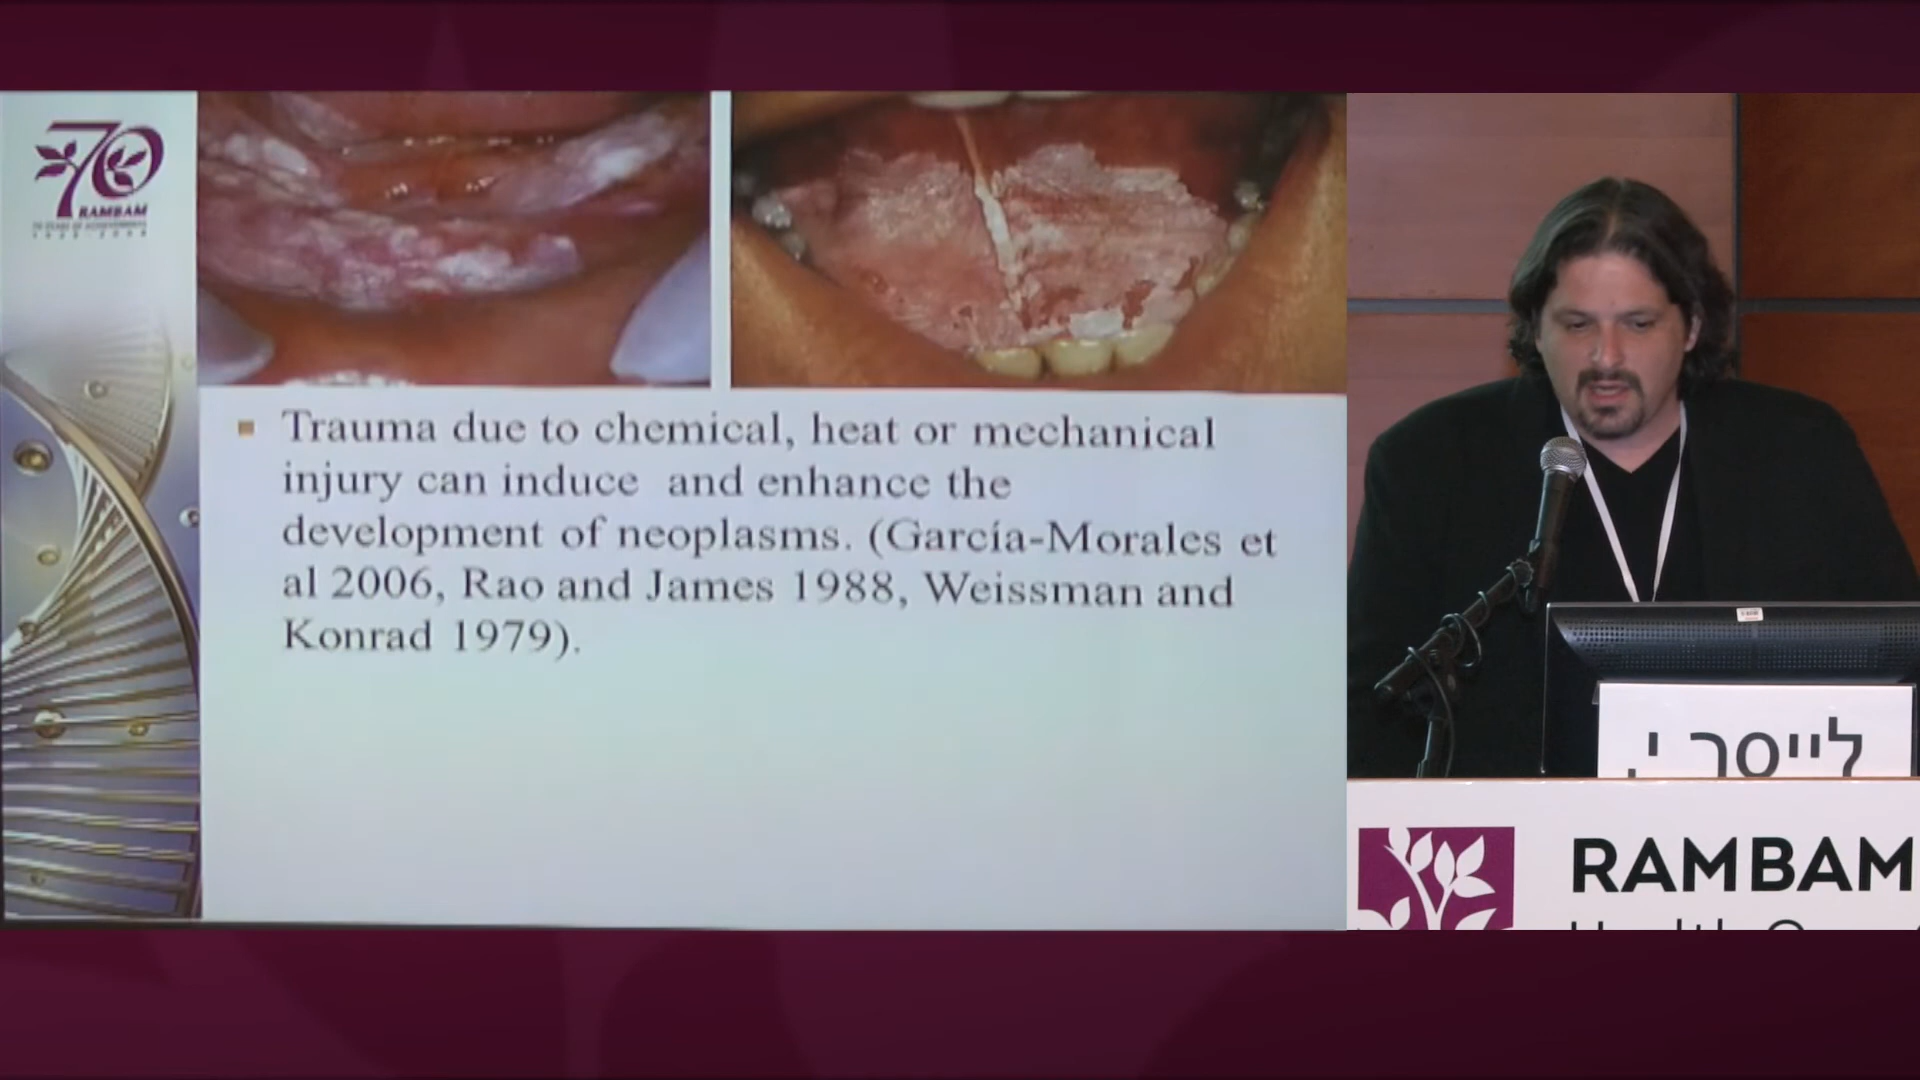 70
RAMBAM
Trauma due to chemical, heat or mechanical
injury can induce and enhance the
development of neoplasms. (García-Morales et
al 2006, Rao and James 1988, Weissman and
Konrad 1979).
לייסר י.
RAMBAM